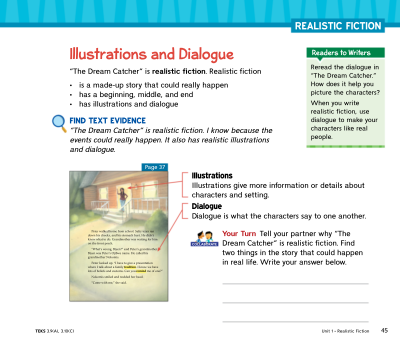 REALISTIC FICTION
Illustrations and Dialogue
"The Dream Catcher" is realistic fiction. Realistic fiction
• is a made-up story that could really happen
• has a beginning, middle, and end
• has illustrations and dialogue
FIND TEXT EVIDENCE
"The Dream Catcher" is realistic fiction. I know because the
events could really happen. It also has realistic illustrations
and dialogue.
Readers to Writers
Reread the dialogue in
"The Dream Catcher."
How does it help you
picture the characters?
When you write
realistic fiction, use
dialogue to make your
characters like real
people.
Page 37
Illustrations
Illustrations give more information or details about
characters and setting.
Dialogue
Dialogue is what the characters say to one another.
COLLABORATE
Your Turn Tell your partner why "The
Dream Catcher" is realistic fiction. Find
two things in the story that could happen
in real life. Write your answer below.
Unit 1 – Realistic Fiction
45